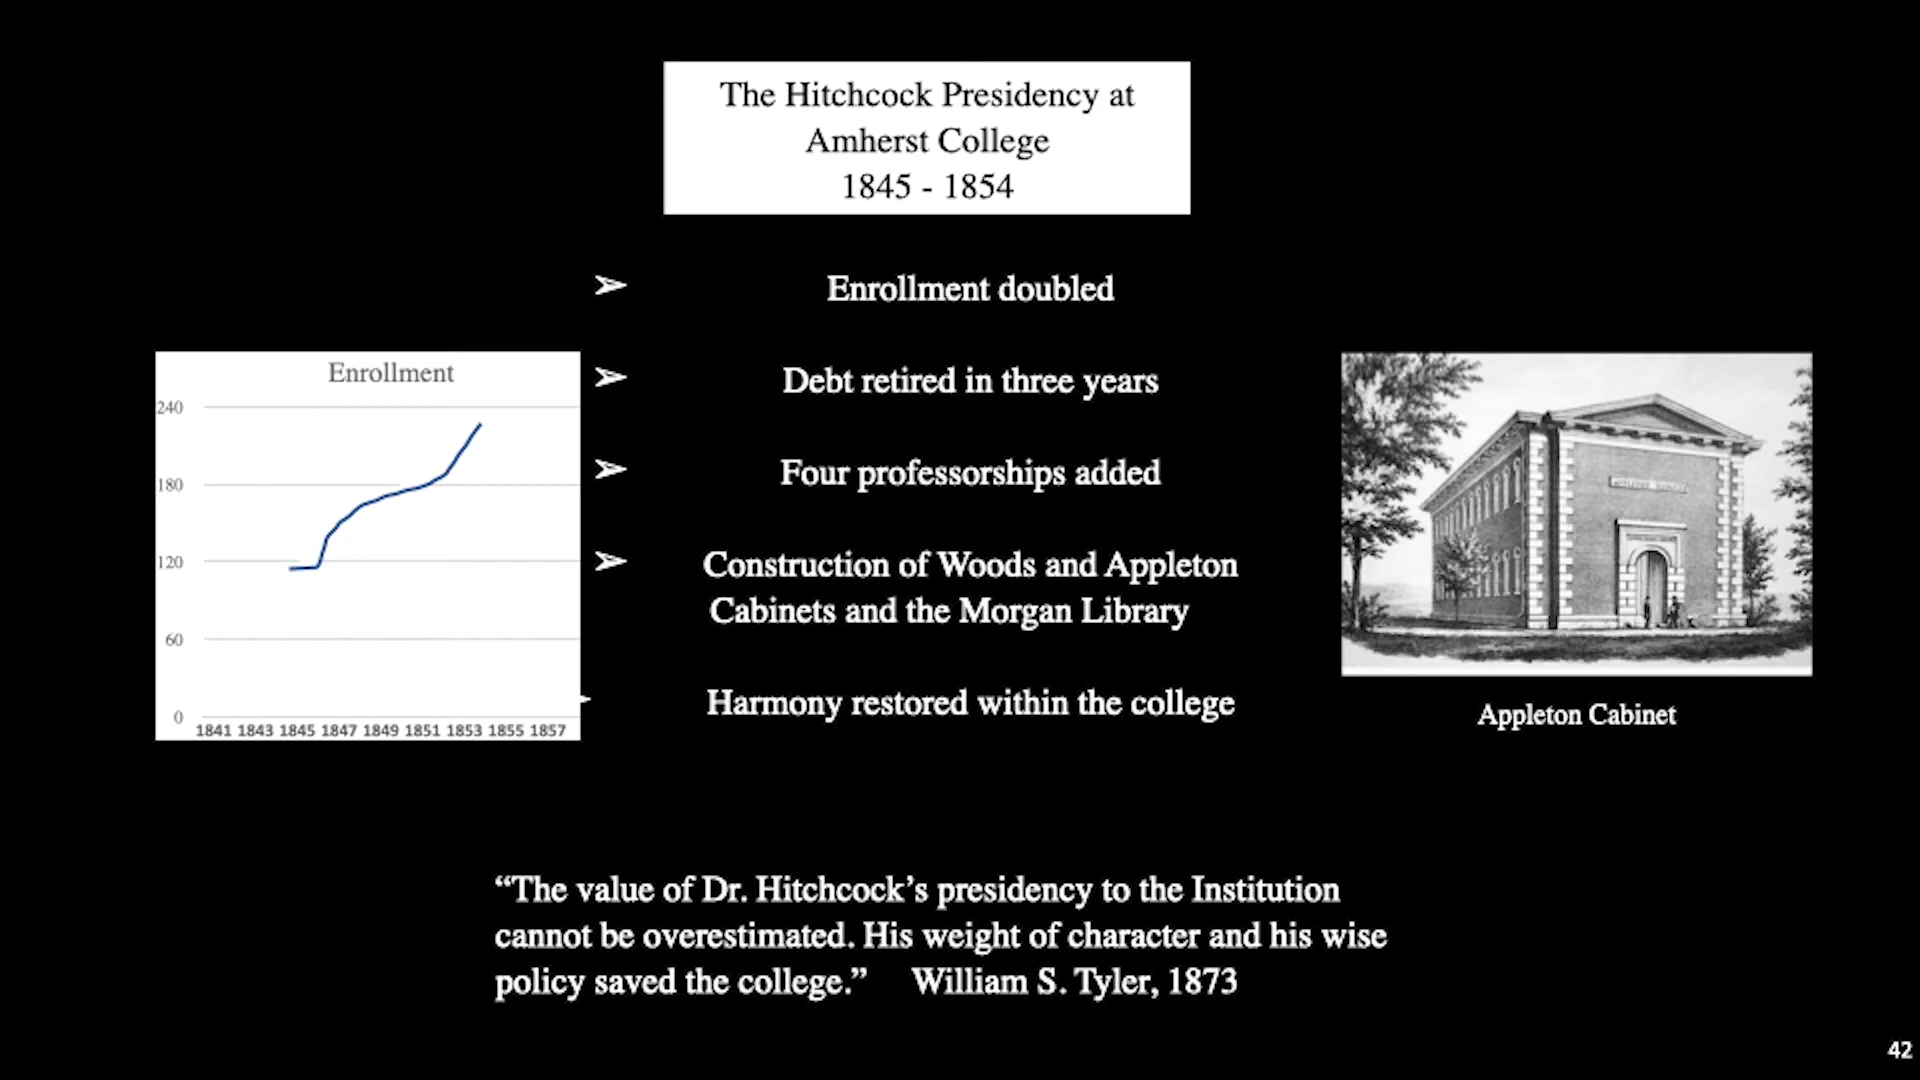 The Hitchcock Presidency at
Amherst College
1845 - 1854
➢ Enrollment doubled
➢ Debt retired in three years
➢ Four professorships added
➢ Construction of Woods and Appleton
Cabinets and the Morgan Library
Harmony restored within the college
Enrollment
240
180
120
60
0
1841 1843 1845 1847 1849 1851 1853 1855 1857
Appleton Cabinet
“The value of Dr. Hitchcock’s presidency to the Institution
cannot be overestimated. His weight of character and his wise
policy saved the college.” William S. Tyler, 1873
42